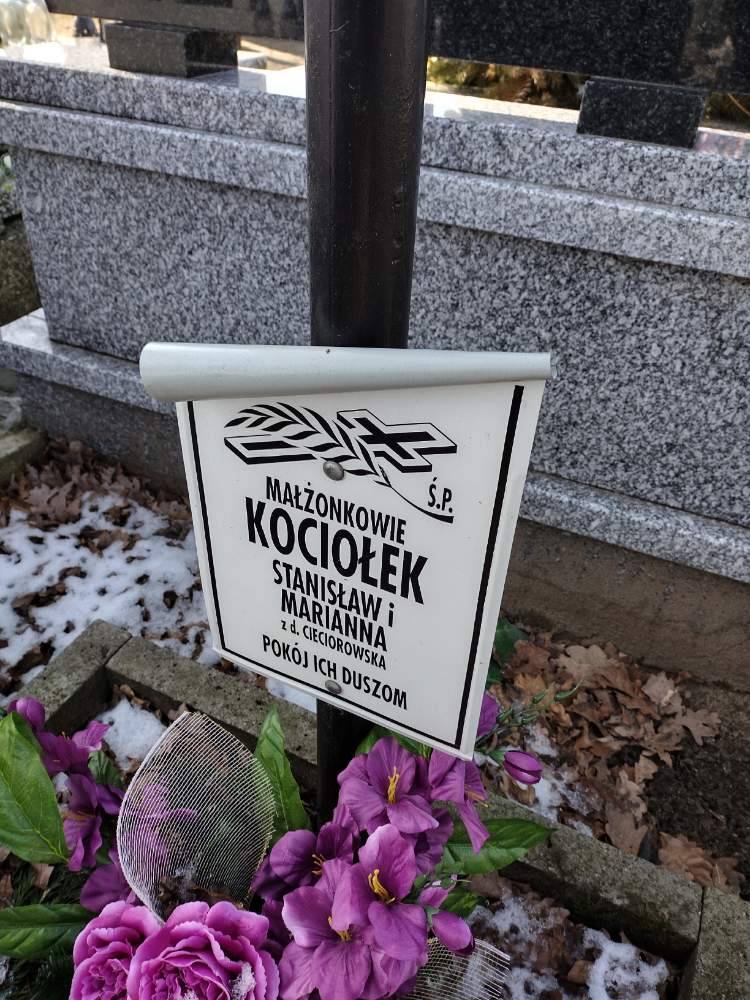 Ś.P.
MAŁŻONKOWIE
KOCIOŁEK
STANISŁAW i
MARIANNA
z d. CIECIOROWSKA
POKÓJ ICH DUSZOM